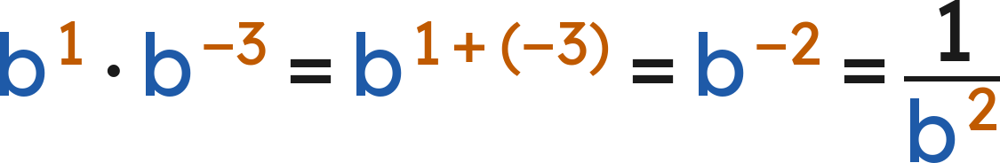 b¹ · b⁻³ = b¹ ⁺ ⁽⁻³⁾ = b⁻² = 1/b²